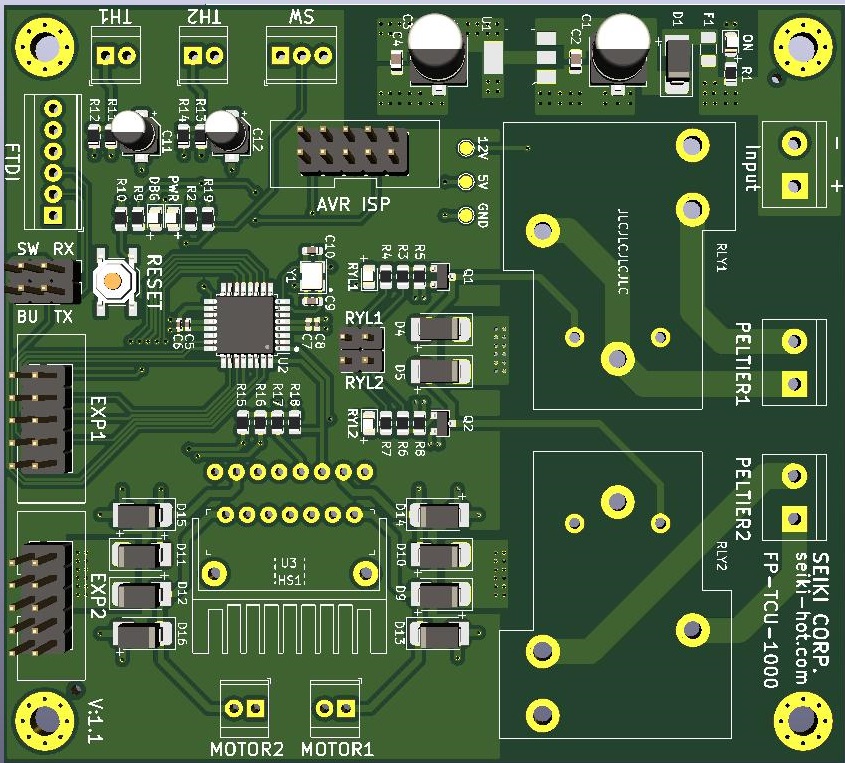 TH1
TH2
SW
C3
C4
U1
C1
C2
D1
F1
ON
R1
R12
R11
C11
R14
R13
C12
FTDI
AVR ISP
12V
5V
GND
Input
-
+
R10
R9
DBG
PWR
R2
R19
SW RX
BU TX
RESET
C10
Y1
C9
RYL1
R4
R3
R5
Q1
JLCJLCJLCJLC
RLY1
C6
C5
U2
C7
C8
RYL1
RYL2
D4
D5
PELTIER1
EXP1
R15
R16
R17
R18
RYL2
R7
R6
R8
Q2
PELTIER2
D15
D11
D12
D16
D14
D10
D9
D13
U3
HS1
RLY2
EXP2
SEIKI CORP.
seiki-hot.com
FP-TCU-1000
V:1.1
MOTOR2
MOTOR1